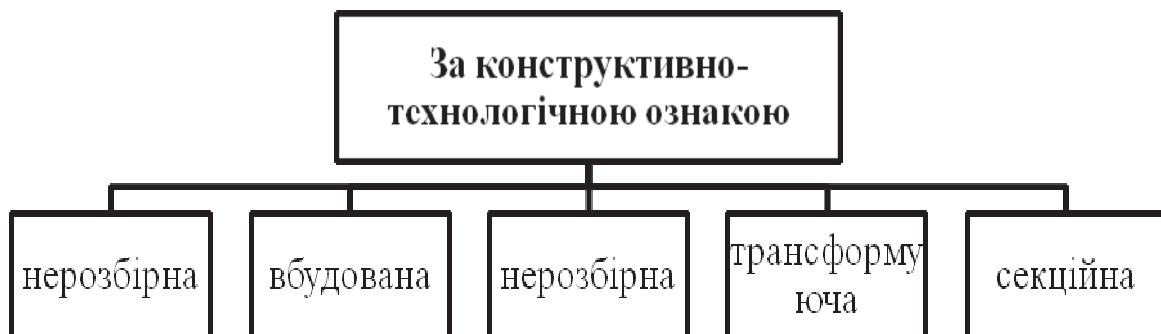 За конструктивно-
технологічною ознакою
нерозбірна
вбудована
нерозбірна
трансформу
юча
секційна